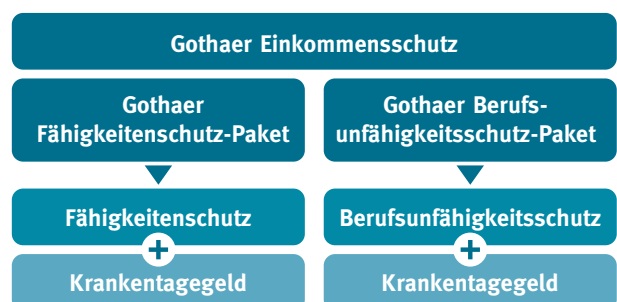 Gothaer Einkommensschutz
Gothaer
Fähigkeitenschutz-Paket
Gothaer Berufs-
unfähigkeitsschutz-Paket
Fähigkeitenschutz
+
Krankentagegeld
Berufsunfähigkeitsschutz
+
Krankentagegeld